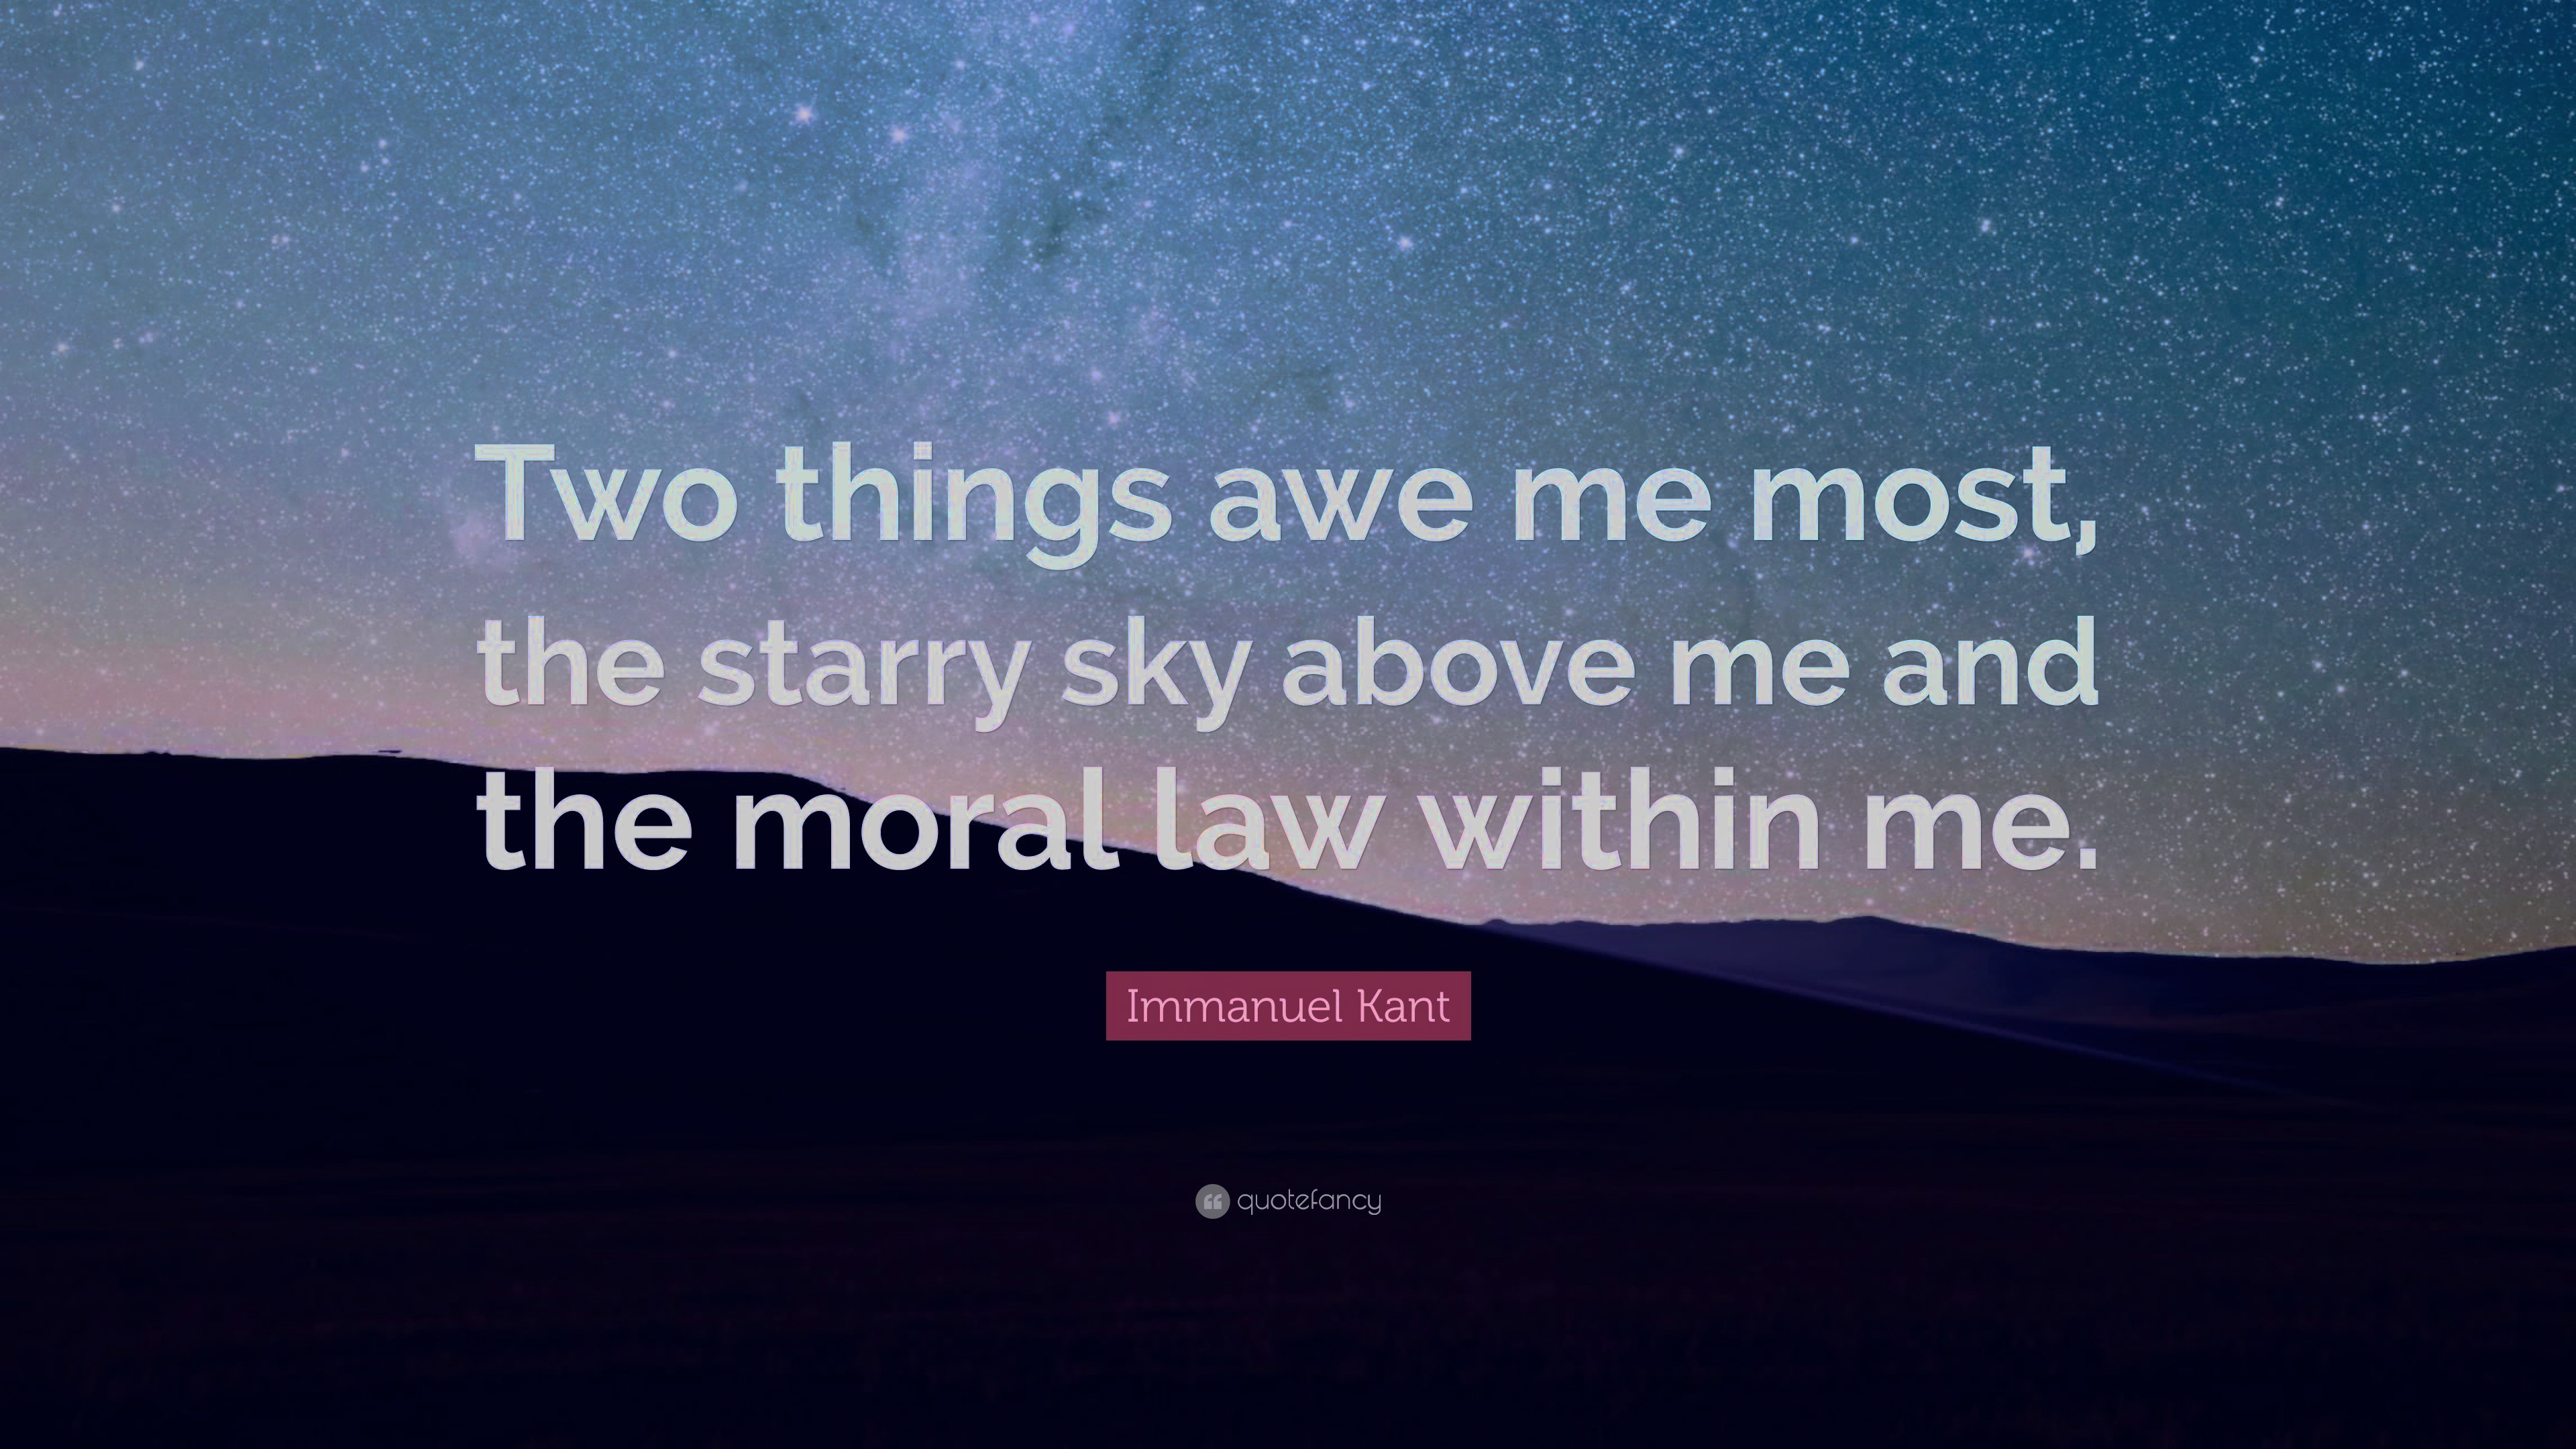 Two things awe me most,
the starry sky above me and
the moral law within me.
Immanuel Kant
quotefancy